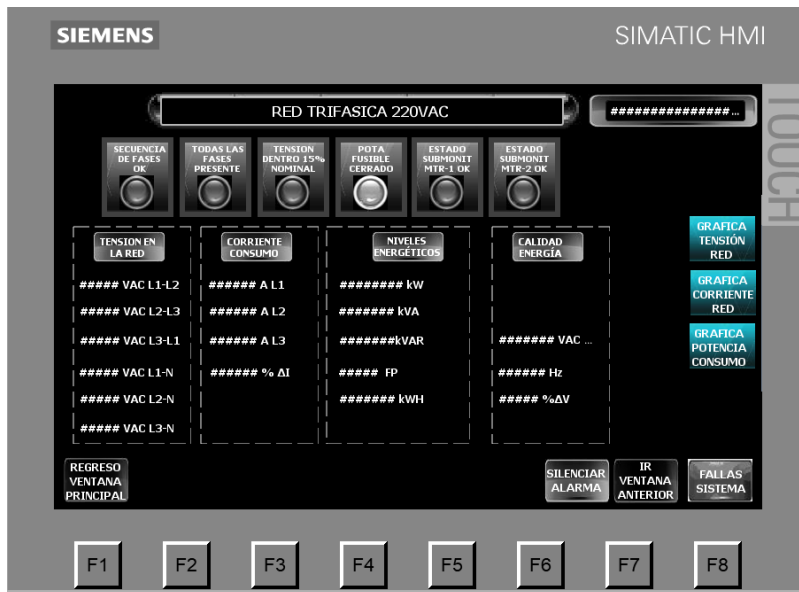 SIEMENS
SIMATIC HMI
TOUCH
RED TRIFASICA 220VAC
###############...
SECUENCIA
DE FASES
OK
TODAS LAS
FASES
PRESENTE
TENSION
DENTRO 15%
NOMINAL
POTA
FUSIBLE
CERRADO
ESTADO
SUBMONIT
MTR-1 OK
ESTADO
SUBMONIT
MTR-2 OK
TENSION EN
LA RED
##### VAC L1-L2
##### VAC L2-L3
##### VAC L3-L1
##### VAC L1-N
##### VAC L2-N
##### VAC L3-N
CORRIENTE
CONSUMO
###### A L1
###### A L2
###### A L3
###### % ΔI
NIVELES
ENERGÉTICOS
######## kW
####### kVA
#######kVAR
##### FP
####### kWH
CALIDAD
ENERGÍA
####### VAC ...
###### Hz
##### %ΔV
GRAFICA
TENSIÓN
RED
GRAFICA
CORRIENTE
RED
GRAFICA
POTENCIA
CONSUMO
REGRESO
VENTANA
PRINCIPAL
SILENCIAR
ALARMA
IR
VENTANA
ANTERIOR
FALLAS
SISTEMA
F1
F2
F3
F4
F5
F6
F7
F8